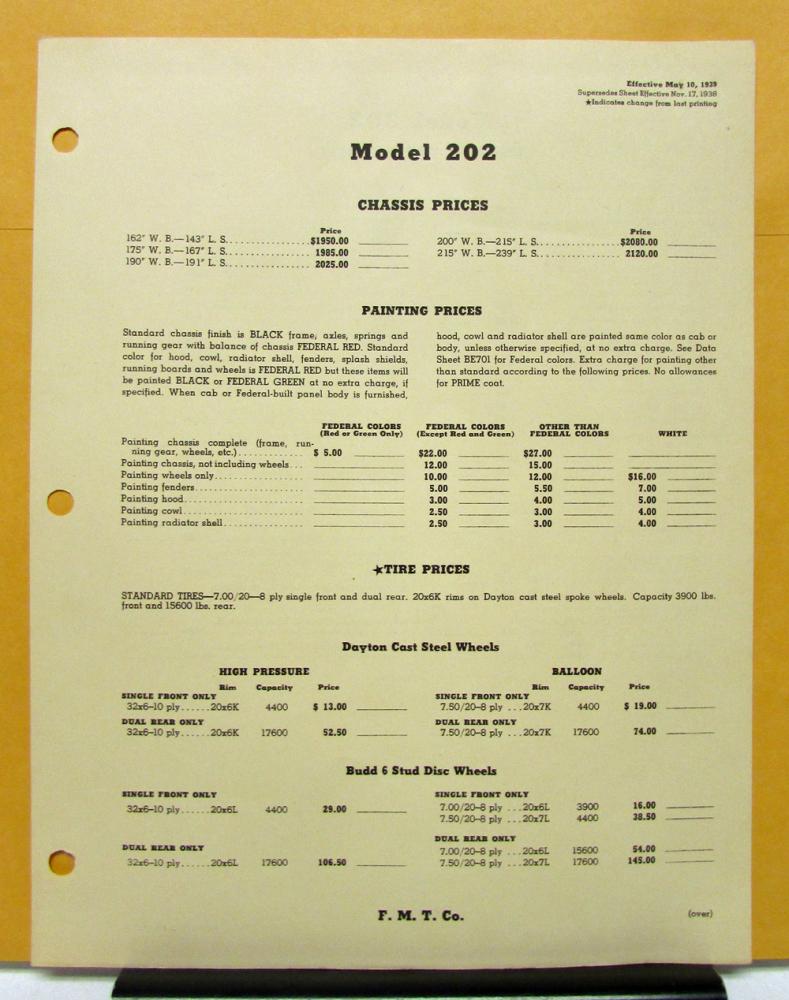 Effective May 10, 1939
Supersedes Sheet Effective Nov. 17, 1938
★Indicates change from last printing
Model 202
CHASSIS PRICES
Price
162" W. B.—143" L. S. $1950.00
175" W. B.—167" L. S. 1985.00
190" W. B.—191" L. S. 2025.00
Price
200" W. B.—215" L. S. $2080.00
215" W. B.—239" L. S. 2120.00
PAINTING PRICES
Standard chassis finish is BLACK frame, axles, springs and
running gear with balance of chassis FEDERAL RED. Standard
color for hood, cowl, radiator shell, fenders, splash shields,
running boards and wheels is FEDERAL RED but these items will
be painted BLACK or FEDERAL GREEN at no extra charge, if
specified. When cab or Federal-built panel body is furnished,
hood, cowl and radiator shell are painted same color as cab or
body, unless otherwise specified, at no extra charge. See Data
Sheet BE701 for Federal colors. Extra charge for painting other
than standard according to the following prices. No allowances
for PRIME coat.
FEDERAL COLORS FEDERAL COLORS OTHER THAN WHITE
(Red or Green Only) (Except Red and Green) FEDERAL COLORS
Painting chassis complete (frame, run-
ning gear, wheels, etc.) $ 5.00 $22.00 $27.00
Painting chassis, not including wheels 12.00 15.00
Painting wheels only 10.00 12.00 $16.00
Painting fenders 5.00 5.50 7.00
Painting hood 3.00 4.00 5.00
Painting cowl 2.50 3.00 4.00
Painting radiator shell 2.50 3.00 4.00
★TIRE PRICES
STANDARD TIRES—7.00/20—8 ply single front and dual rear. 20x6K rims on Dayton cast steel spoke wheels. Capacity 3900 lbs.
front and 15600 lbs. rear.
Dayton Cast Steel Wheels
HIGH PRESSURE
Rim Capacity Price
SINGLE FRONT ONLY
32x6–10 ply 20x6K 4400 $ 13.00
DUAL REAR ONLY
32x6–10 ply 20x6K 17600 52.50
BALLOON
Rim Capacity Price
SINGLE FRONT ONLY
7.50/20–8 ply 20x7K 4400 $ 19.00
DUAL REAR ONLY
7.50/20–8 ply 20x7K 17600 74.00
Budd 6 Stud Disc Wheels
SINGLE FRONT ONLY
32x6–10 ply 20x6L 4400 29.00
DUAL REAR ONLY
32x6–10 ply 20x6L 17600 106.50
SINGLE FRONT ONLY
7.00/20–8 ply 20x6L 3900 16.00
7.50/20–8 ply 20x7L 4400 38.50
DUAL REAR ONLY
7.00/20–8 ply 20x6L 15600 54.00
7.50/20–8 ply 20x7L 17600 145.00
F. M. T. Co.
(over)